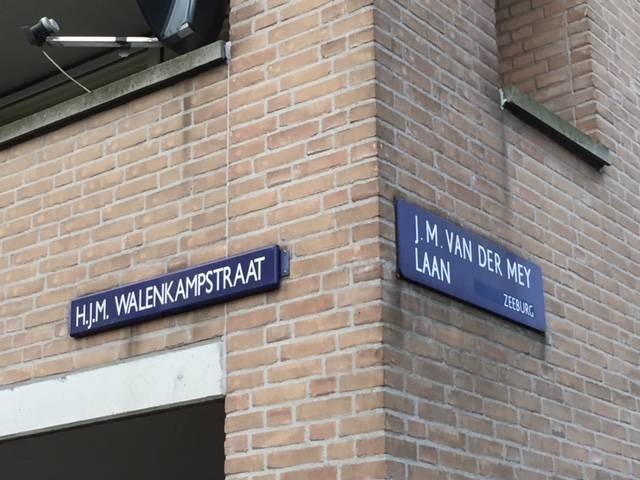 H.J.M. WALENKAMPSTRAAT
J.M. VAN DER MEY
LAAN
ZEEBURG